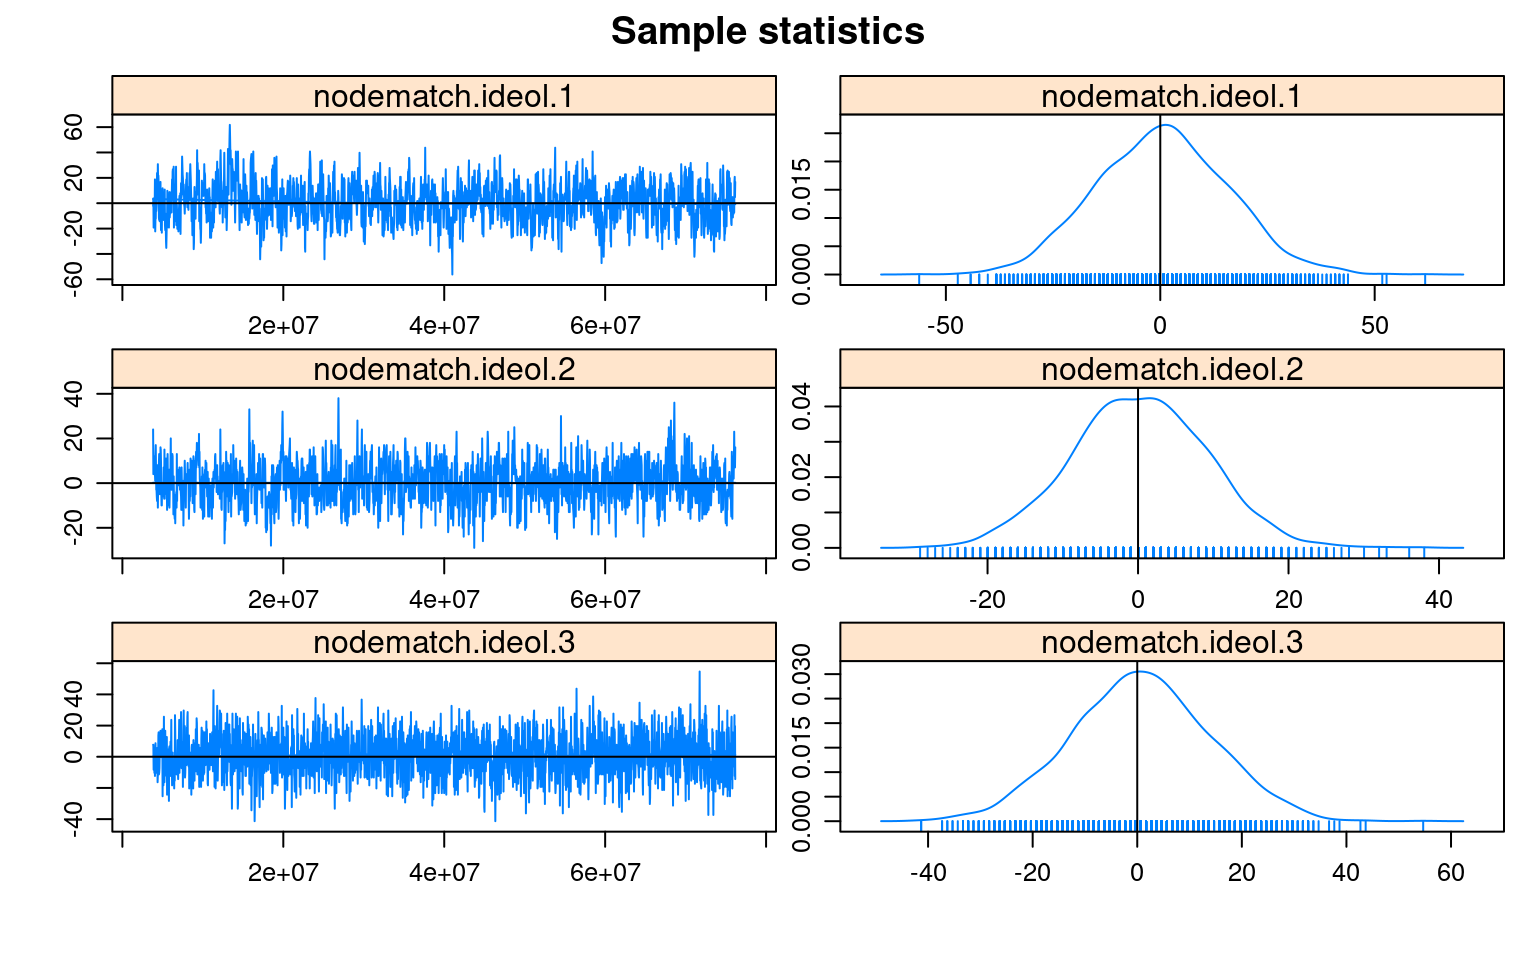 Sample statistics
nodematch.ideol.1
nodematch.ideol.1
60
20
-20
-60
2e+07 4e+07 6e+07
0.015
0.000
-50 0 50
nodematch.ideol.2
nodematch.ideol.2
40
20
0
-20
2e+07 4e+07 6e+07
0.04
0.02
0.00
-20 0 20 40
nodematch.ideol.3
nodematch.ideol.3
40
20
0
-40
2e+07 4e+07 6e+07
0.030
0.015
0.000
-40 -20 0 20 40 60